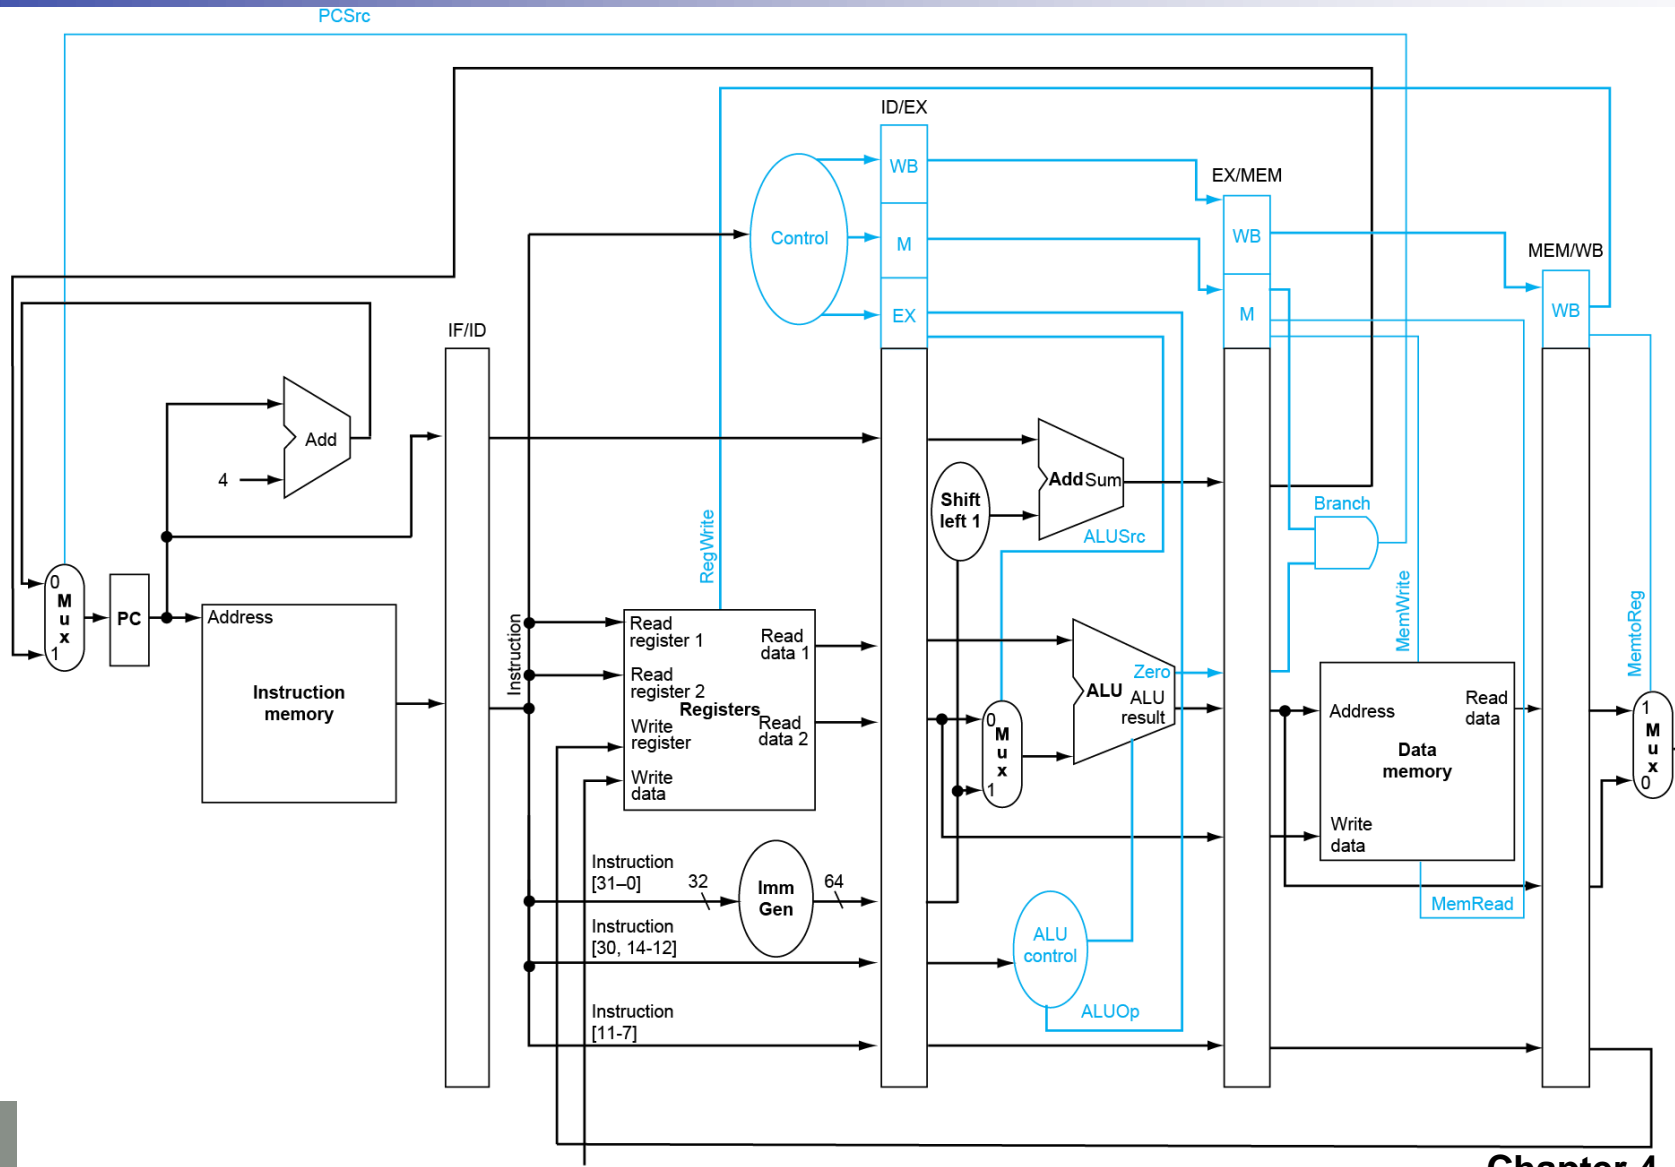 PCSrc
ID/EX
WB
EX/MEM
Control
M
WB
MEM/WB
EX
M
WB
IF/ID
Add
4
Add Sum
Shift
left 1
Branch
ALUSrc
RegWrite
MemWrite
MemtoReg
0
M
u
x
1
PC
Address
Instruction
memory
Instruction
Read
register 1
Read
data 1
Read
register 2
Registers
Write
register
Read
data 2
Write
data
0
M
u
x
1
Zero
ALU
ALU
result
Address
Read
data
Data
memory
Write
data
1
M
u
x
0
MemRead
Instruction
[31–0]
32
Imm
Gen
64
Instruction
[30, 14-12]
ALU
control
ALUOp
Instruction
[11-7]
Chapter 4